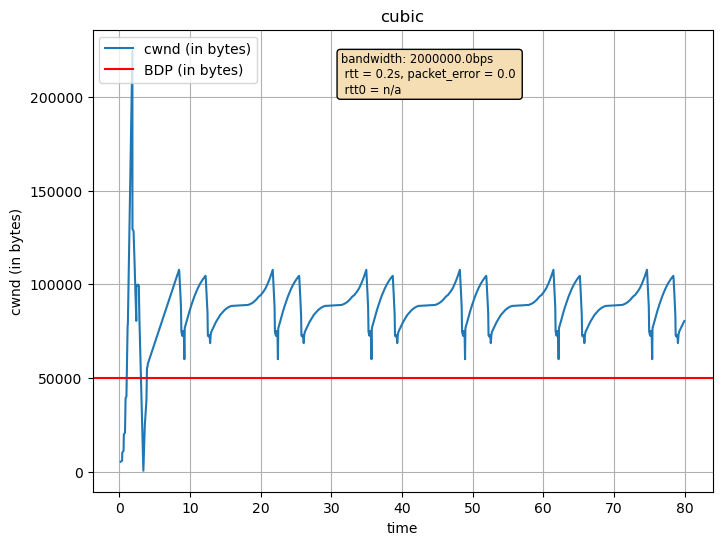 cubic
cwnd (in bytes)
BDP (in bytes)
bandwidth: 2000000.0bps
rtt = 0.2s, packet_error = 0.0
rtt0 = n/a
cwnd (in bytes)
200000
150000
100000
50000
0
0 10 20 30 40 50 60 70 80
time